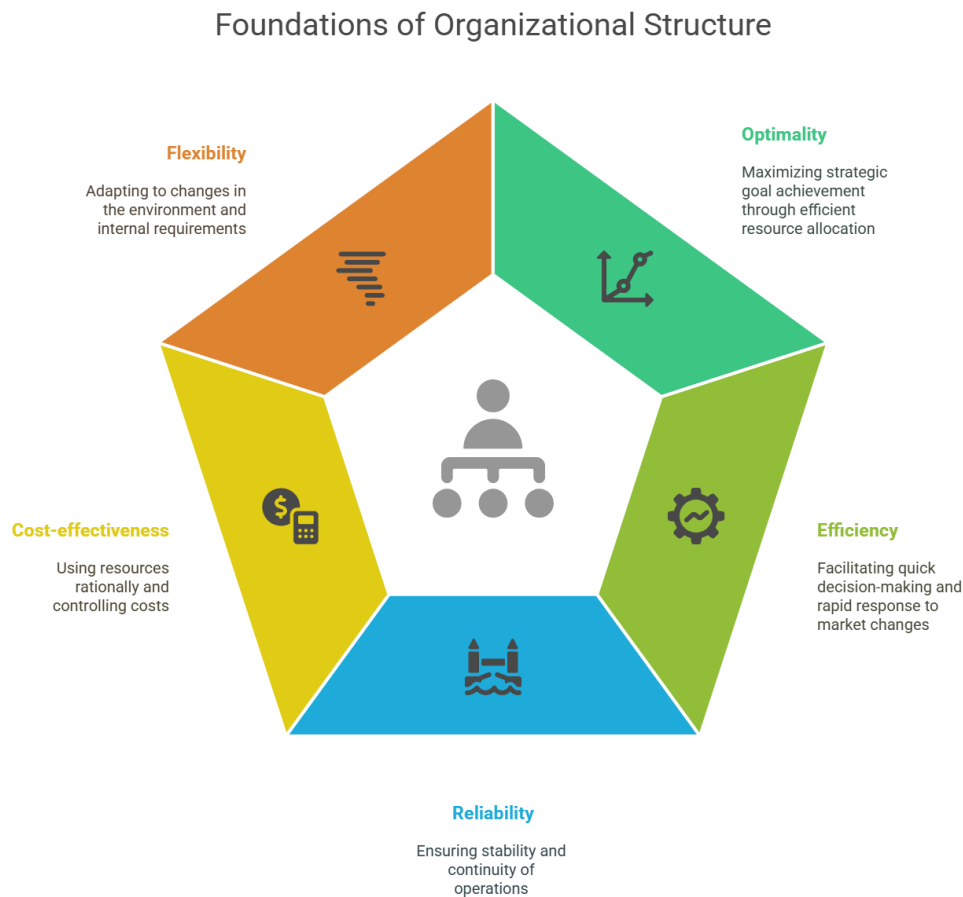 Foundations of Organizational Structure
Flexibility
Adapting to changes in
the environment and
internal requirements
Optimality
Maximizing strategic
goal achievement
through efficient
resource allocation
Cost-effectiveness
Using resources
rationally and
controlling costs
$
Efficiency
Facilitating quick
decision-making and
rapid response to
market changes
Reliability
Ensuring stability and
continuity of
operations